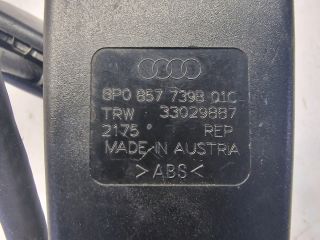 8P0 857 739B 01C
TRW 33029887
2175 ° REP
MADE IN AUSTRIA
>ABS<